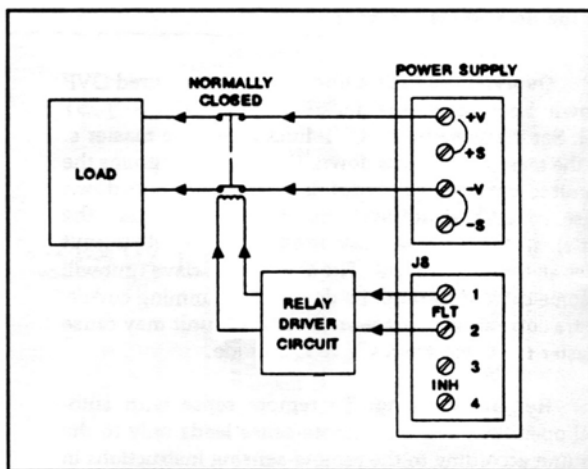 POWER SUPPLY
NORMALLY
CLOSED
LOAD
+V
+S
-V
-S
J8
RELAY
DRIVER
CIRCUIT
1
FLT
2
3
INH
4